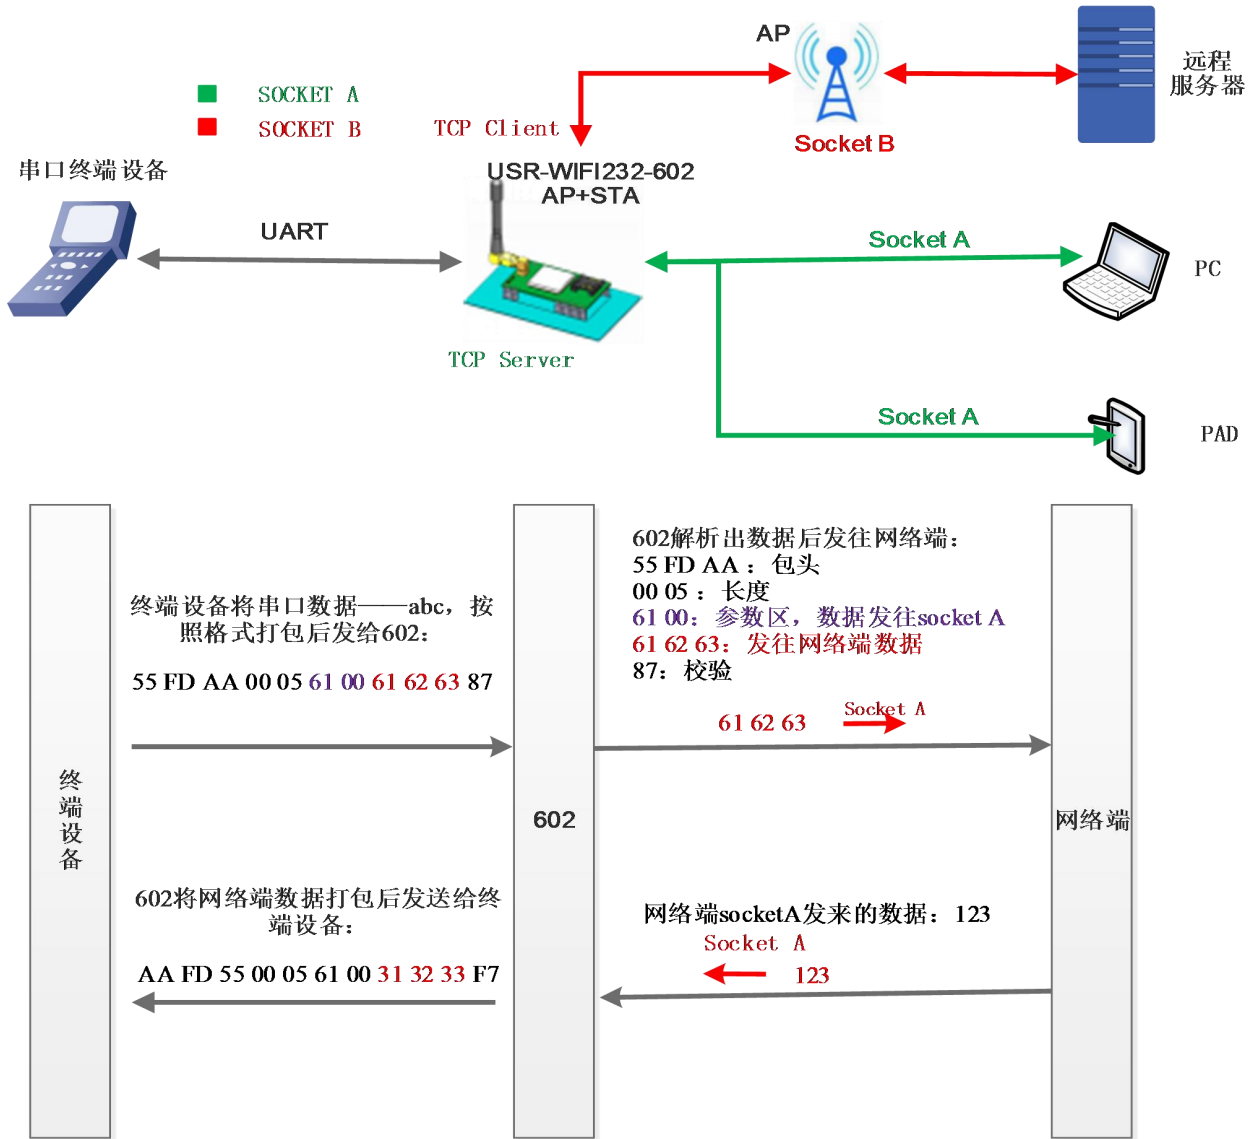 AP
远程
服务器
SOCKET A
SOCKET B
TCP Client
Socket B
串口终端设备
USR-WIFI232-602
AP+STA
UART
Socket A
PC
TCP Server
Socket A
PAD
终端设备将串口数据——abc，按
照格式打包后发给602：
55 FD AA 00 05 61 00 61 62 63 87
602解析出数据后发往网络端：
55 FD AA ：包头
00 05 ：长度
61 00：参数区，数据发往socket A
61 62 63：发往网络端数据
87：校验
61 62 63
Socket A
终
端
设
备
602
网络端
602将网络端数据打包后发送给终
端设备：
AA FD 55 00 05 61 00 31 32 33 F7
网络端socketA发来的数据：123
Socket A
123